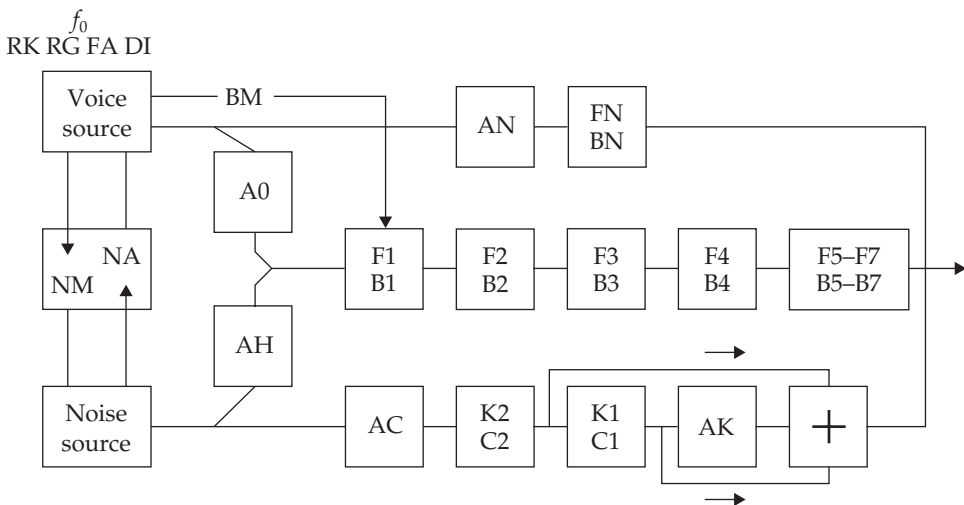 f0
RK RG FA DI
Voice
source
BM
AN
FN
BN
A0
NA
NM
F1
B1
F2
B2
F3
B3
F4
B4
F5–F7
B5–B7
AH
Noise
source
AC
K2
C2
K1
C1
AK
+